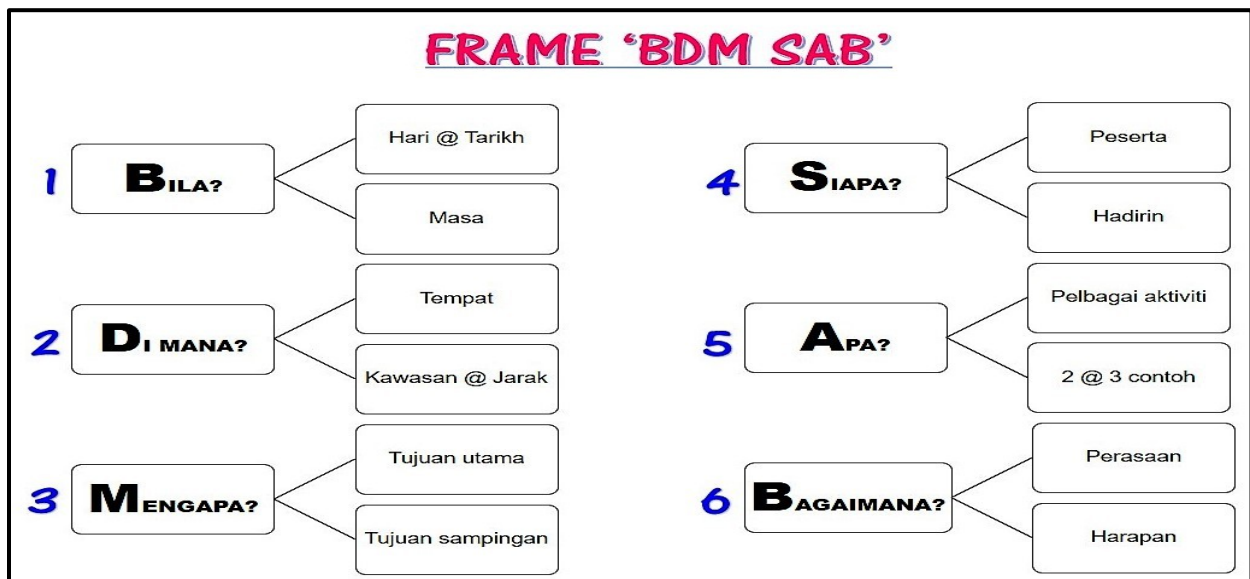 FRAME ‘BDM SAB’
1
BILA?
Hari @ Tarikh
Masa
2
DI MANA?
Tempat
Kawasan @ Jarak
3
MENGAPA?
Tujuan utama
Tujuan sampingan
4
SIAPA?
Peserta
Hadirin
5
APA?
Pelbagai aktiviti
2 @ 3 contoh
6
BAGAIMANA?
Perasaan
Harapan